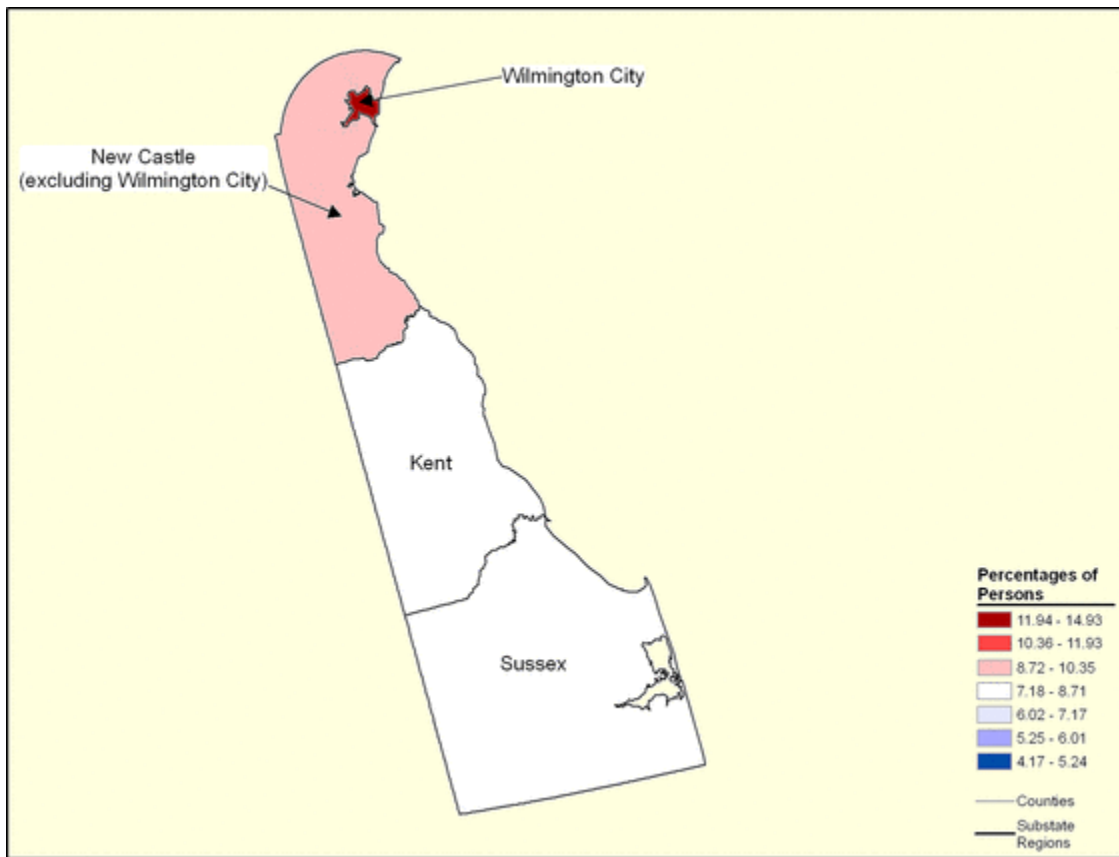 Wilmington City
New Castle
(excluding Wilmington City)
Kent
Sussex
Percentages of
Persons
11.94 - 14.93
10.36 - 11.93
8.72 - 10.35
7.18 - 8.71
6.02 - 7.17
5.25 - 6.01
4.17 - 5.24
Counties
Substate
Regions